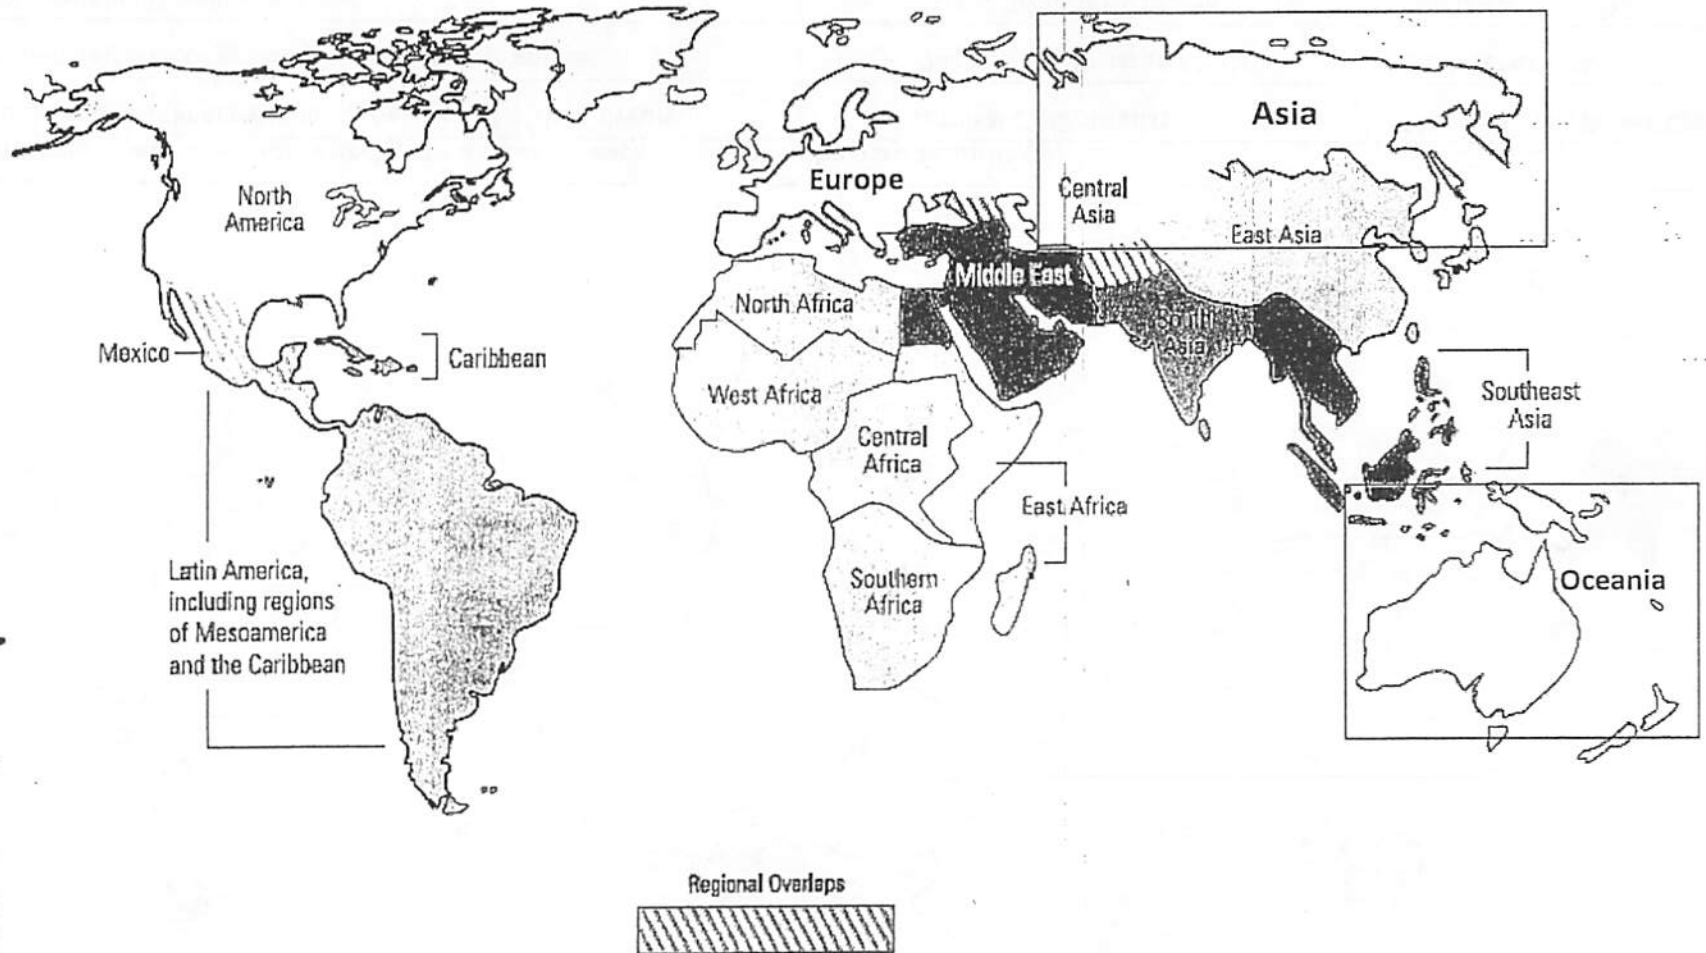 Asia
North
America
Europe
Central
Asia
East Asia
Middle East
North Africa
South
Asia
Mexico
Caribbean
West Africa
Southeast
Asia
Central
Africa
East Africa
Latin America,
including regions
of Mesoamerica
and the Caribbean
Southern
Africa
Oceania
Regional Overlaps